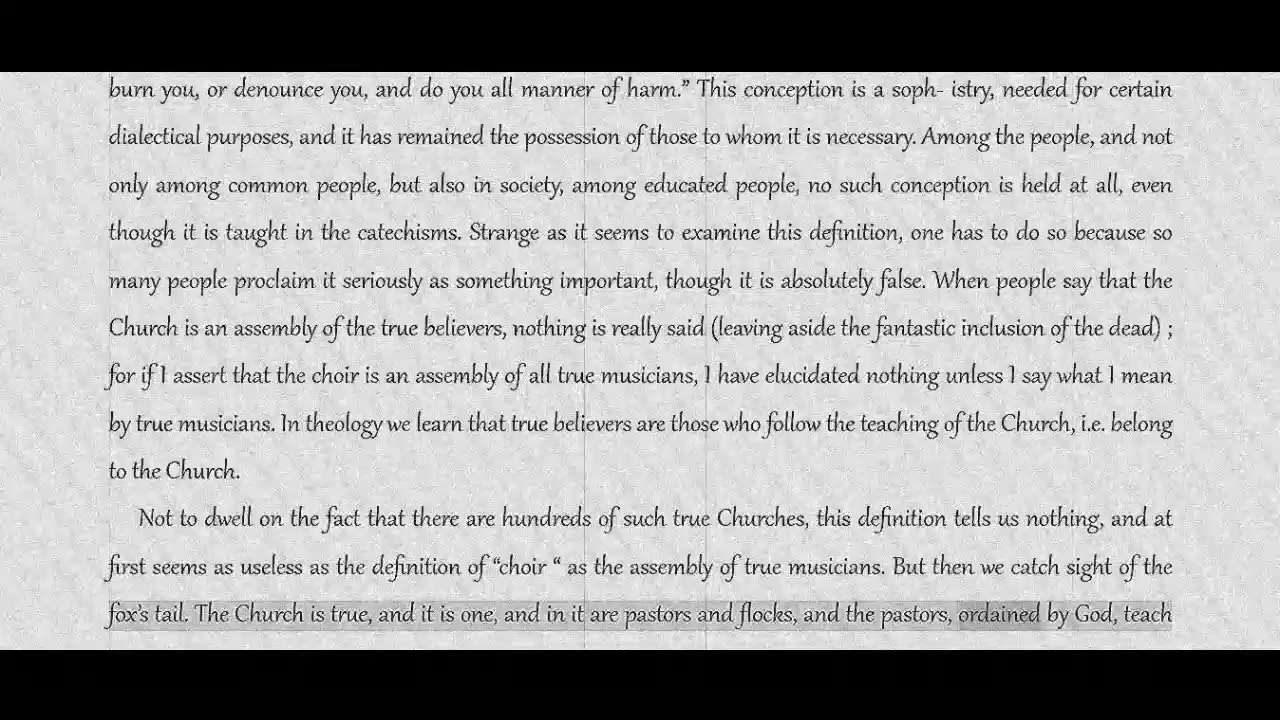 burn you, or denounce you, and do you all manner of harm.” This conception is a soph- istry, needed for certain
dialectical purposes, and it has remained the possession of those to whom it is necessary. Among the people, and not
only among common people, but also in society, among educated people, no such conception is held at all, even
though it is taught in the catechisms. Strange as it seems to examine this definition, one has to do so because so
many people proclaim it seriously as something important, though it is absolutely false. When people say that the
Church is an assembly of the true believers, nothing is really said (leaving aside the fantastic inclusion of the dead) ;
for if I assert that the choir is an assembly of all true musicians, I have elucidated nothing unless I say what I mean
by true musicians. In theology we learn that true believers are those who follow the teaching of the Church, i.e. belong
to the Church.
Not to dwell on the fact that there are hundreds of such true Churches, this definition tells us nothing, and at
first seems as useless as the definition of “choir “ as the assembly of true musicians. But then we catch sight of the
fox’s tail. The Church is true, and it is one, and in it are pastors and flocks, and the pastors, ordained by God, teach